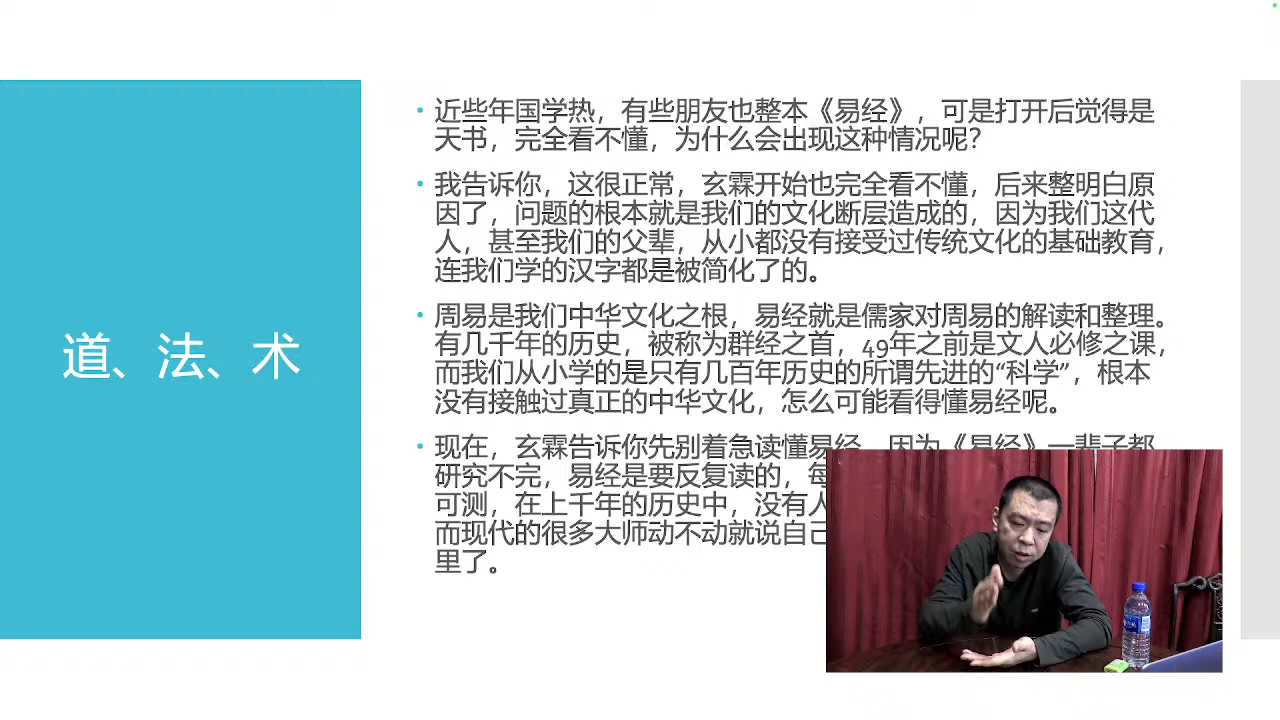 道、法、术
近些年国学热，有些朋友也整本《易经》，可是打开后觉得是
天书，完全看不懂，为什么会出现这种情况呢？
我告诉你，这很正常，玄霖开始也完全看不懂，后来整明白原
因了，问题的根本就是我们的文化断层造成的，因为我们这代
人，甚至我们的父辈，从小都没有接受过传统文化的基础教育，
连我们学的汉字都是被简化了的。
周易是我们中华文化之根，易经就是儒家对周易的解读和整理。
有几千年的历史，被称为群经之首，49年之前是文人必修之课，
而我们从小学的是只有几百年历史的所谓先进的“科学”，根本
没有接触过真正的中华文化，怎么可能看得懂易经呢。
现在，玄霖告诉你先别着急读懂易经，因为《易经》一辈子都
研究不完，易经是要反复读的，每
可测，在上千年的历史中，没有人
而现代的很多大师动不动就说自己
里了。